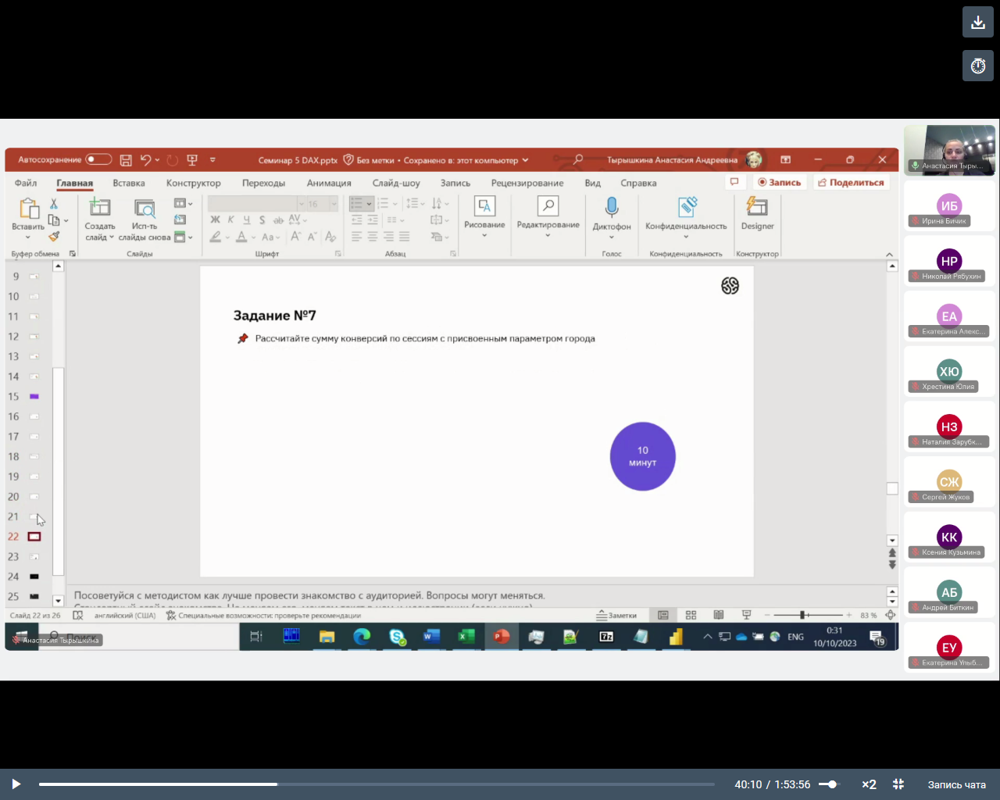 Автосохранение
Семинар 5 DAX.pptx
Без метки • Сохранено в: этот компьютер
Тырышкина Анастасия Андреевна
Файл Главная Вставка Конструктор Переходы Анимация Слайд-шоу Запись Рецензирование Вид Справка
Запись
Поделиться
Вставить
Создать слайд
Исп-ть слайды снова
16
Ж К Ч S ab AV
A Aa A A
Рисование
Редактирование
Диктофон
Конфиденциальность
Designer
Буфер обмена
Слайды
Шрифт
Абзац
Голос
Конфиденциальность
Конструктор
9
10
11
12
13
14
15
16
17
18
19
20
21
22
23
24
25
Задание №7
Рассчитайте сумму конверсий по сессиям с присвоенным параметром города
10
минут
Посоветуйся с методистом как лучше провести знакомство с аудиторией. Вопросы могут меняться.
Слайд 22 из 26
английский (США)
Специальные возможности: проверьте рекомендации
Заметки
83 %
Поиск
Анастасия Тырышкина
ENG
0:31
10/10/2023
19
Анастасия Тыры...
ИБ
Ирина Бичик
НР
Николай Рябухин
ЕА
Екатерина Алекс...
ХЮ
Хрестина Юлия
НЗ
Наталия Зарубк...
СЖ
Сергей Жуков
КК
Ксения Кузьмина
АБ
Андрей Биткин
ЕУ
Екатерина Улыб...
40:10 / 1:53:56
×2
Запись чата